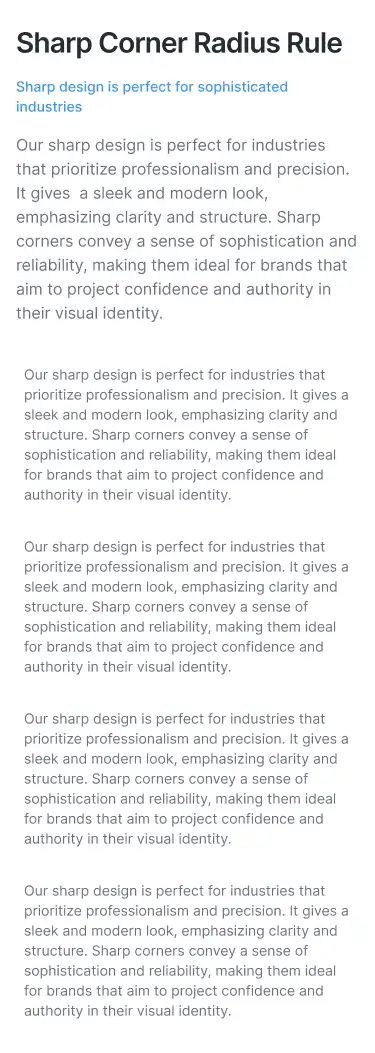 Sharp Corner Radius Rule
Sharp design is perfect for sophisticated
industries
Our sharp design is perfect for industries
that prioritize professionalism and precision.
It gives  a sleek and modern look,
emphasizing clarity and structure. Sharp
corners convey a sense of sophistication and
reliability, making them ideal for brands that
aim to project confidence and authority in
their visual identity.
Our sharp design is perfect for industries that
prioritize professionalism and precision. It gives a
sleek and modern look, emphasizing clarity and
structure. Sharp corners convey a sense of
sophistication and reliability, making them ideal
for brands that aim to project confidence and
authority in their visual identity.
Our sharp design is perfect for industries that
prioritize professionalism and precision. It gives a
sleek and modern look, emphasizing clarity and
structure. Sharp corners convey a sense of
sophistication and reliability, making them ideal
for brands that aim to project confidence and
authority in their visual identity.
Our sharp design is perfect for industries that
prioritize professionalism and precision. It gives a
sleek and modern look, emphasizing clarity and
structure. Sharp corners convey a sense of
sophistication and reliability, making them ideal
for brands that aim to project confidence and
authority in their visual identity.
Our sharp design is perfect for industries that
prioritize professionalism and precision. It gives a
sleek and modern look, emphasizing clarity and
structure. Sharp corners convey a sense of
sophistication and reliability, making them ideal
for brands that aim to project confidence and
authority in their visual identity.